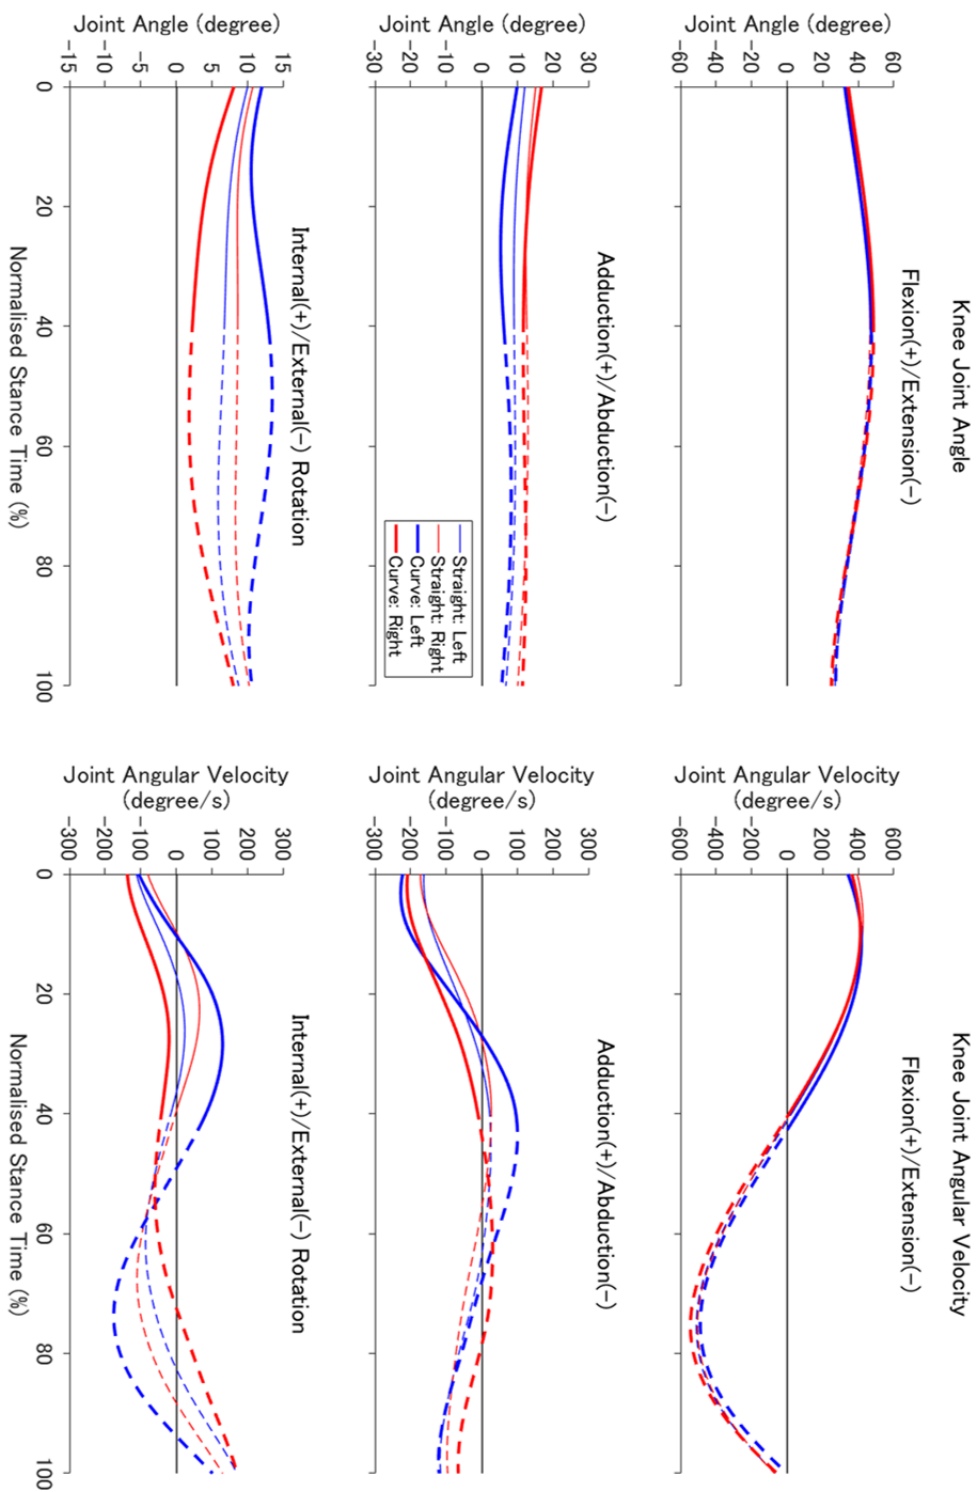 Knee Joint Angle
Flexion(+)/Extension(−)
Joint Angle (degree)
60
40
20
0
−20
−40
−60
Adduction(+)/Abduction(−)
Joint Angle (degree)
30
20
10
0
−10
−20
−30
Straight: Left
Straight: Right
Curve: Left
Curve: Right
Internal(+)/External(−) Rotation
Joint Angle (degree)
15
10
5
0
−5
−10
−15
0 20 40 60 80 100
Normalised Stance Time (%)
Knee Joint Angular Velocity
Flexion(+)/Extension(−)
Joint Angular Velocity
(degree/s)
600
400
200
0
−200
−400
−600
Adduction(+)/Abduction(−)
Joint Angular Velocity
(degree/s)
300
200
100
0
−100
−200
−300
Internal(+)/External(−) Rotation
Joint Angular Velocity
(degree/s)
300
200
100
0
−100
−200
−300
0 20 40 60 80 100
Normalised Stance Time (%)